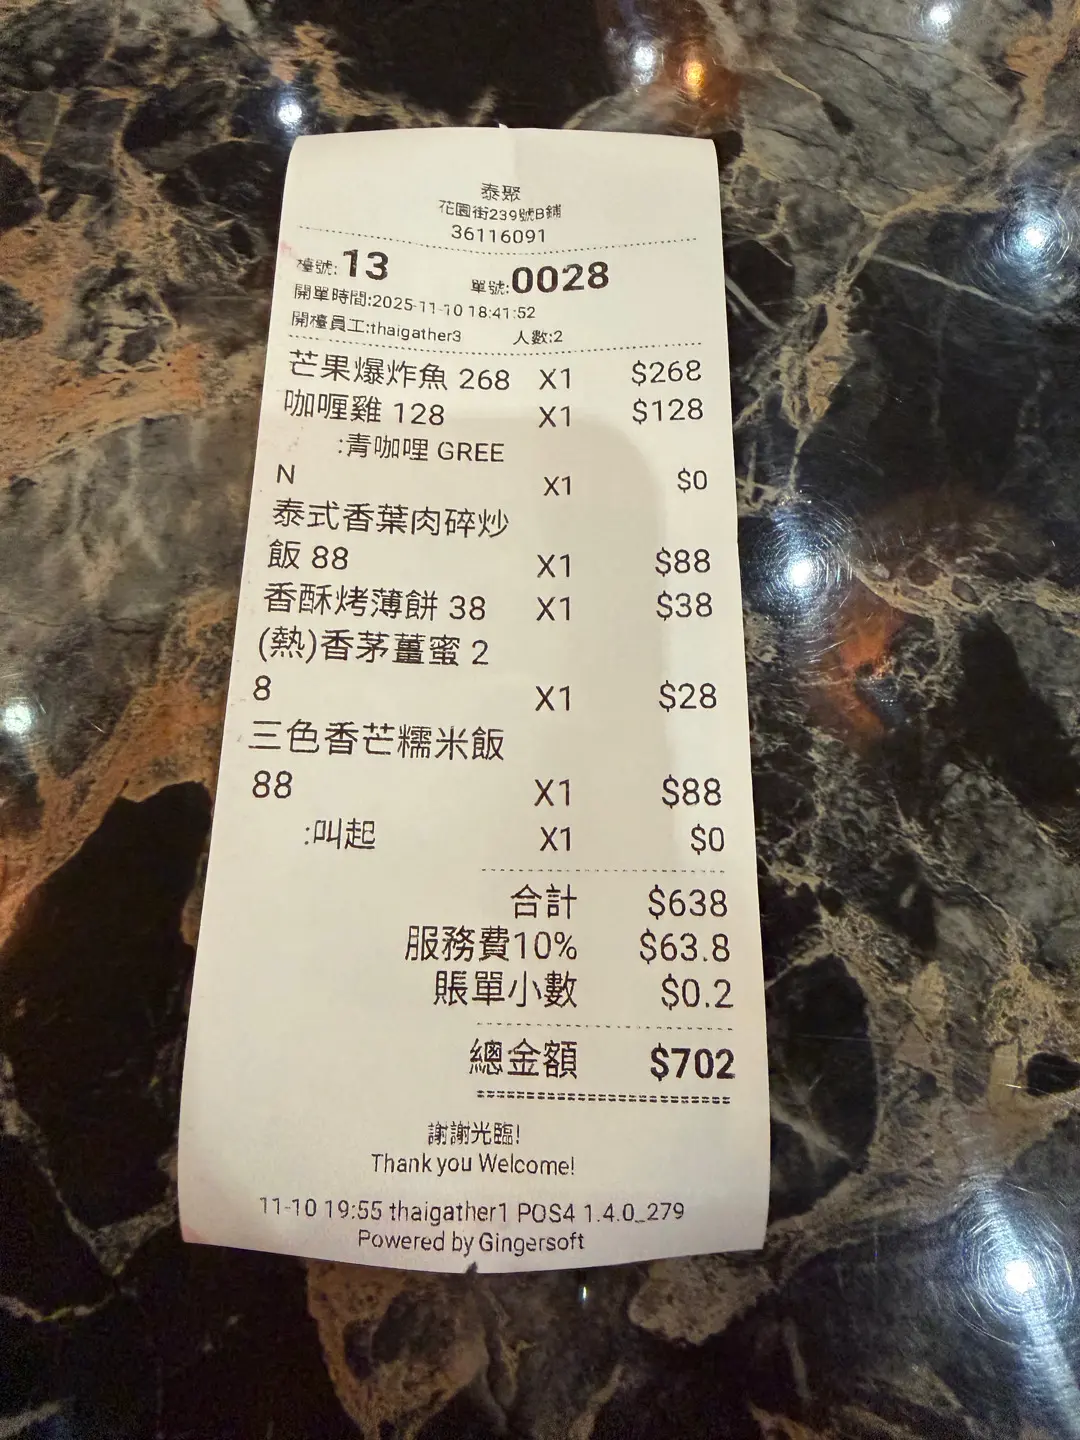 泰聚
花園街239號B鋪
36116091
檯號:13 單號:0028
開單時間:2025-11-10 18:41:52
開檯員工:thaigather3 人數:2
芒果爆炸魚 268 X1 $268
咖喱雞 128 X1 $128
:青咖哩 GREE
N X1 $0
泰式香葉肉碎炒
飯 88 X1 $88
香酥烤薄餅 38 X1 $38
(熱)香茅薑蜜 2
8 X1 $28
三色香芒糯米飯
88 X1 $88
:叫起 X1 $0
合計 $638
服務費10% $63.8
賬單小數 $0.2
總金額 $702
謝謝光臨!
Thank you Welcome!
11-10 19:55 thaigather1 POS4 1.4.0_279
Powered by Gingersoft